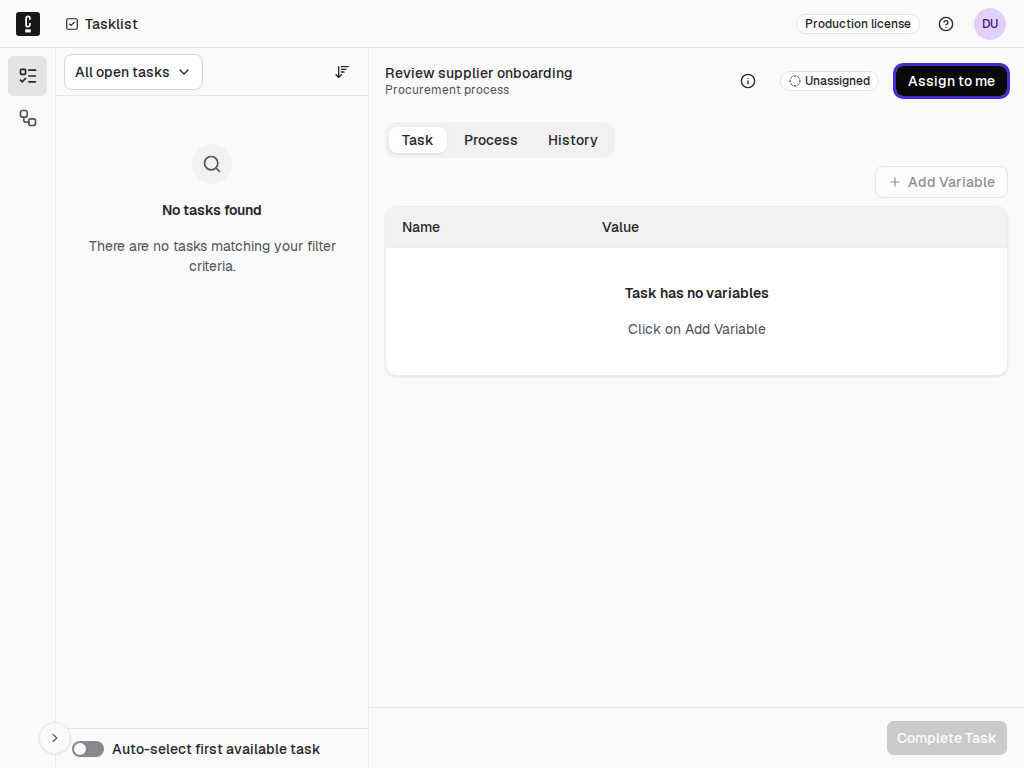 Tasklist
Production license
DU
All open tasks
No tasks found
There are no tasks matching your filter
criteria.
Auto-select first available task
Review supplier onboarding
Procurement process
Unassigned
Assign to me
Task
Process
History
Add Variable
Name
Value
Task has no variables
Click on Add Variable
Complete Task